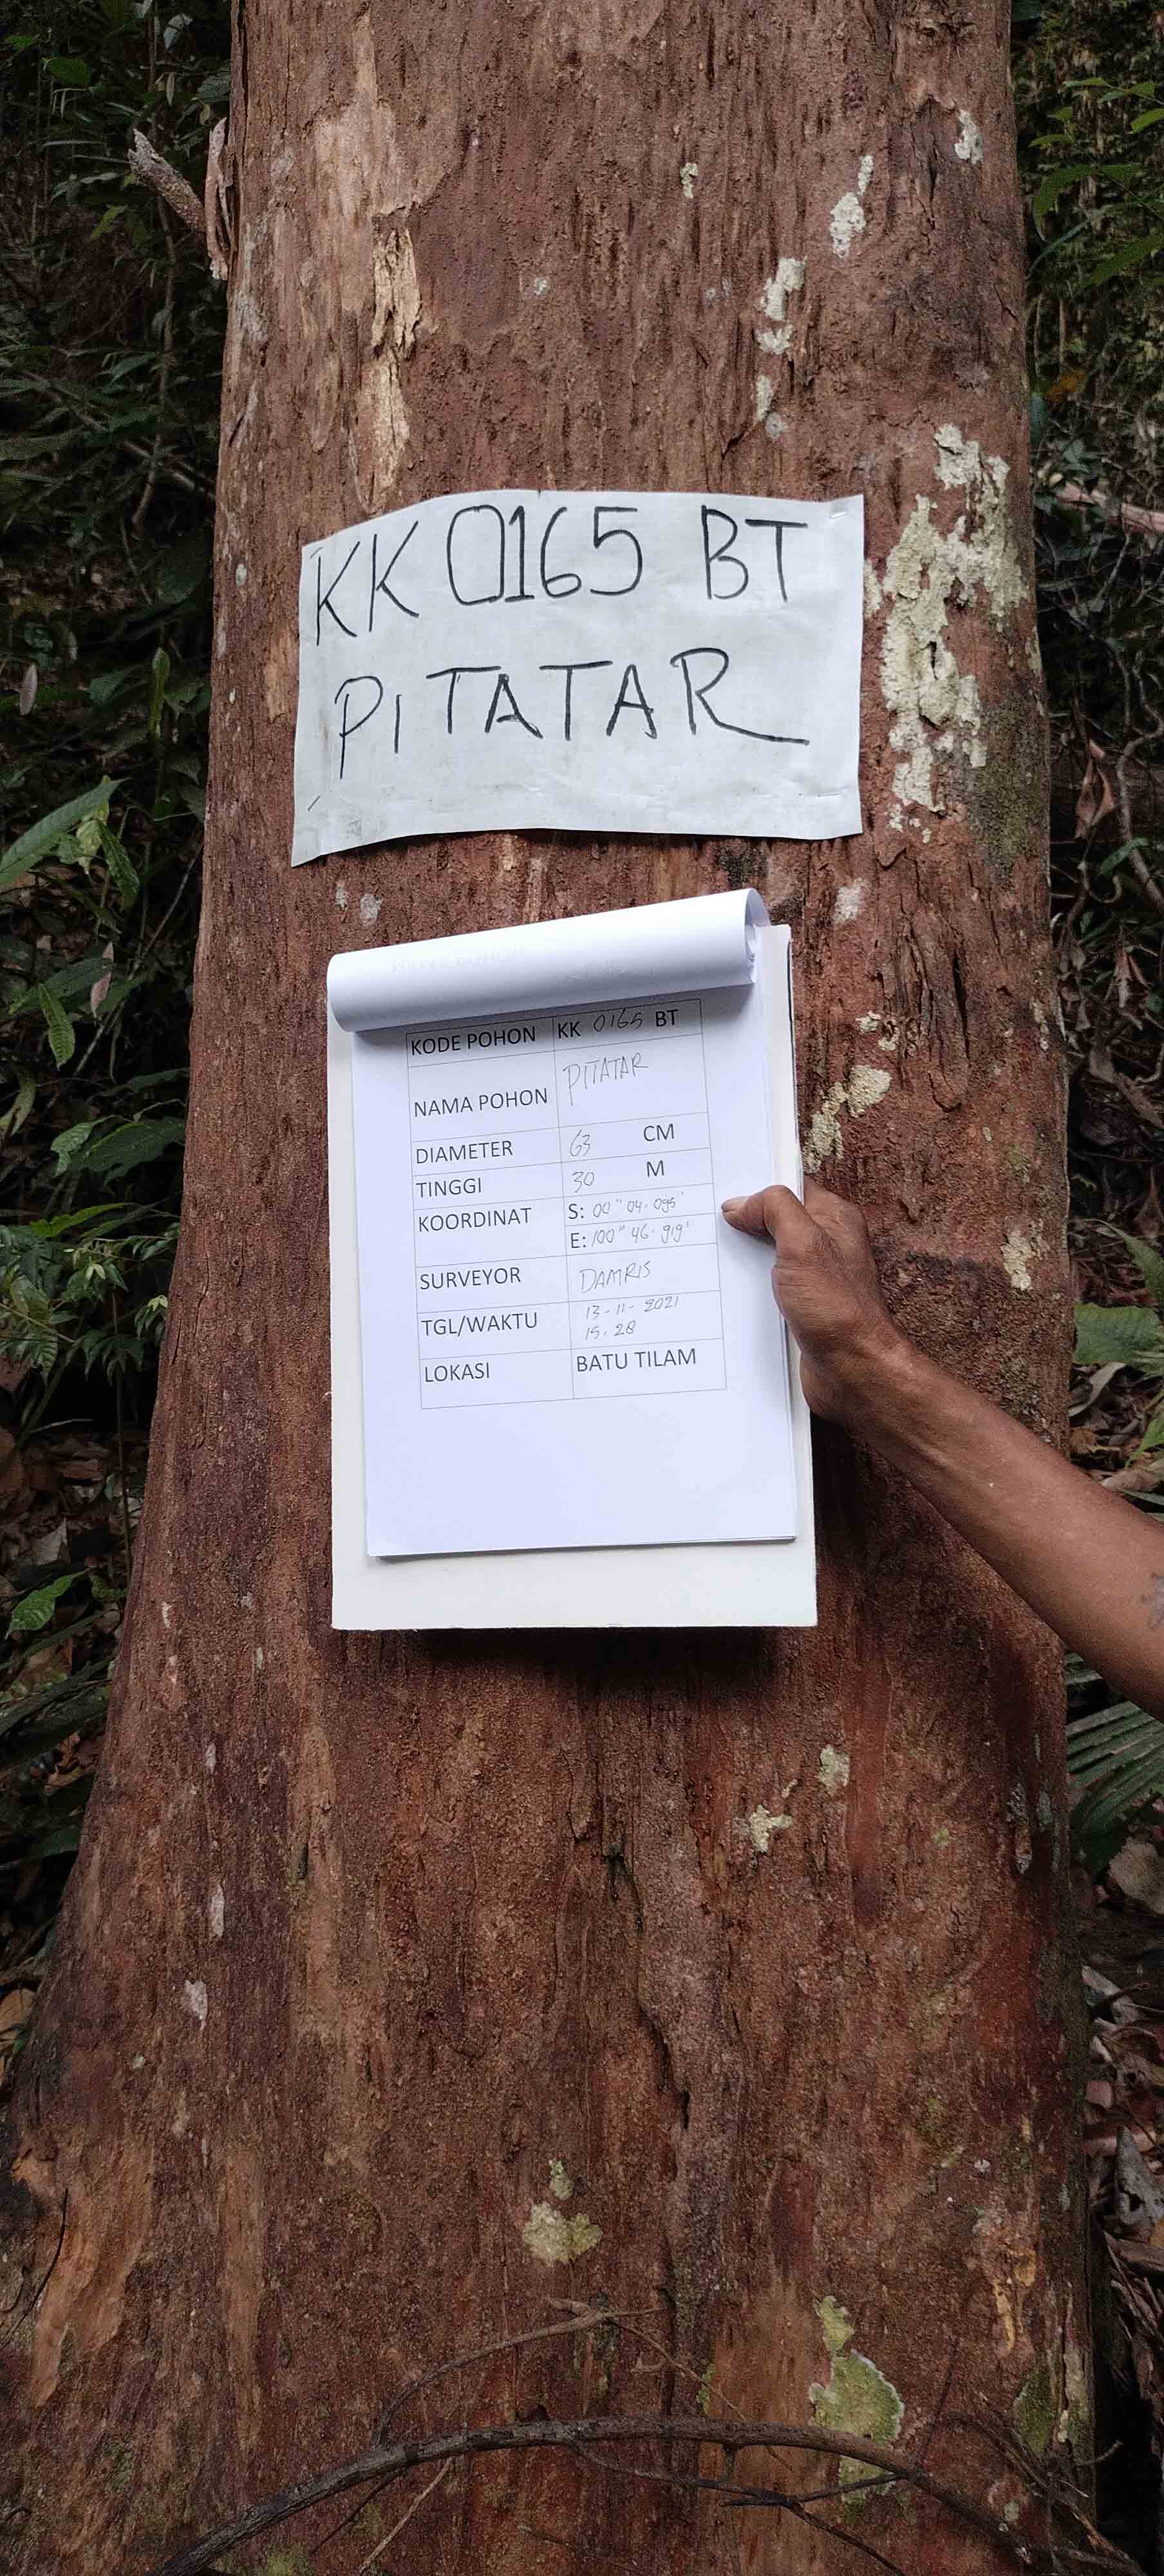 KK 0165 BT
PITATAR
KODE POHON KK 0165 BT
NAMA POHON PITATAR
DIAMETER 63 CM
TINGGI 30 M
KOORDINAT S: 00" 04. 095'
E: 100" 46. 919'
SURVEYOR DAMRIS
TGL/WAKTU 13-11-2021
15.28
LOKASI BATU TILAM